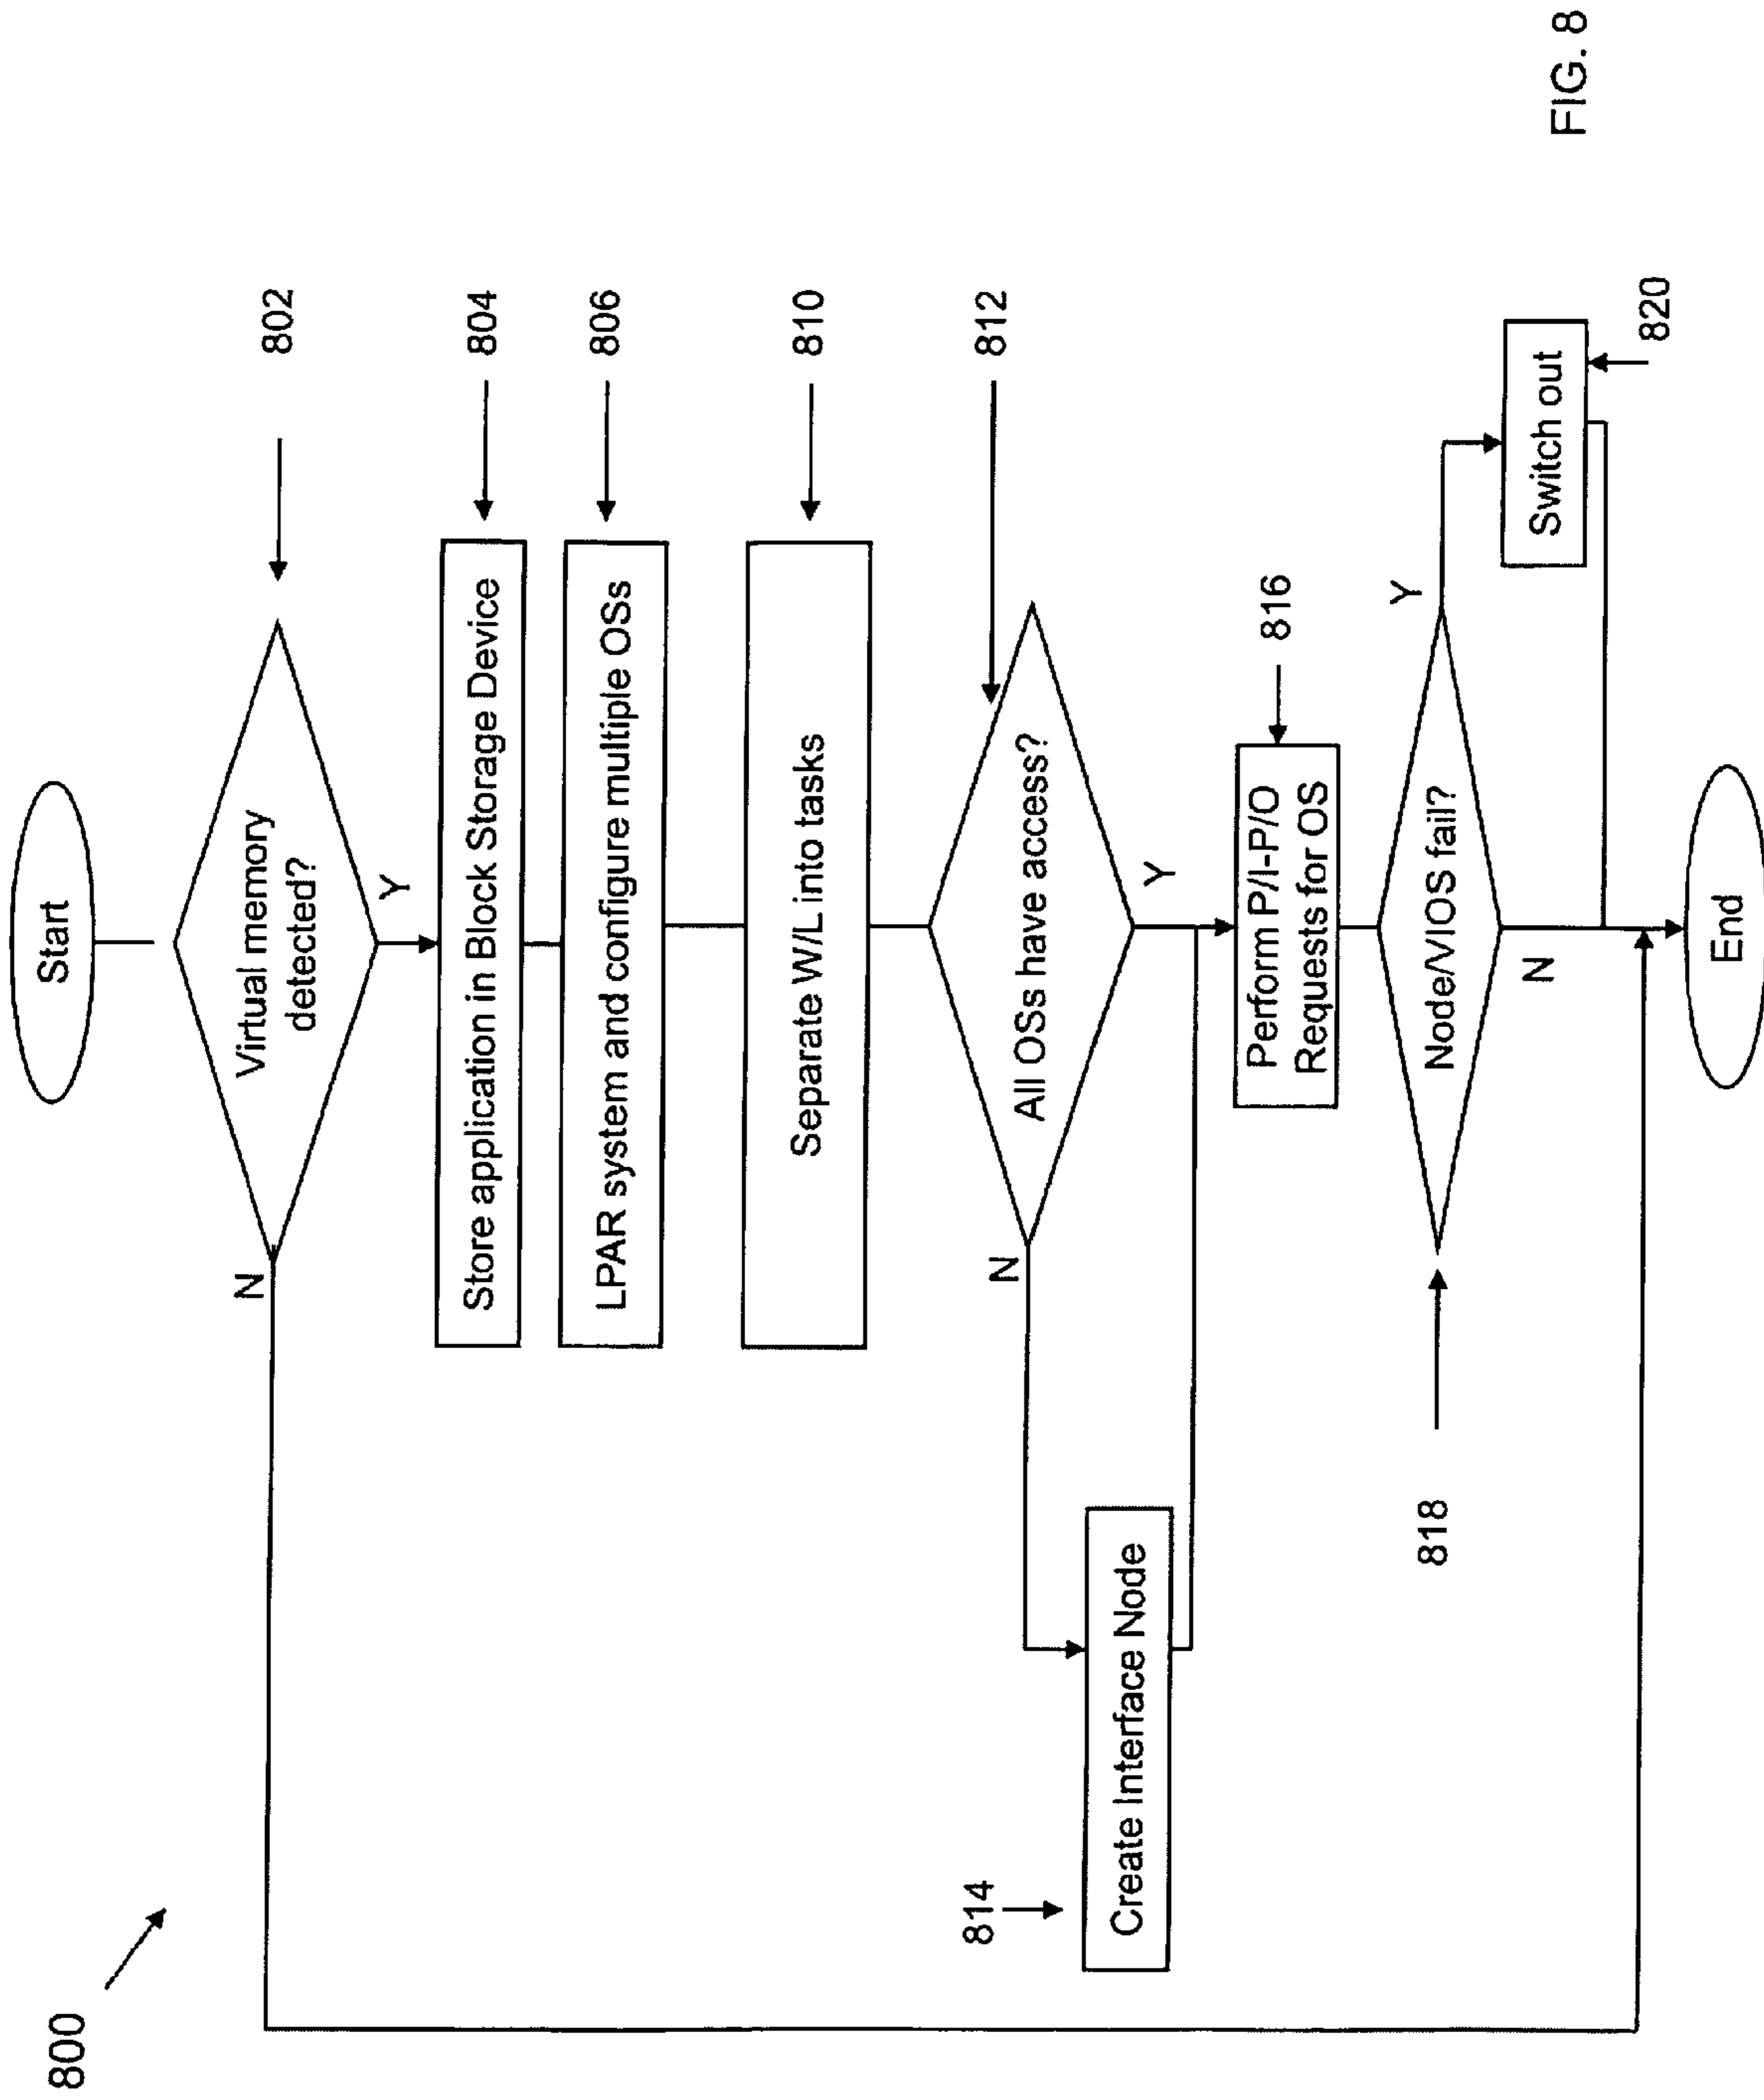 800
Start
Virtual memory
detected?
802
N
Y
Store application in Block Storage Device
804
LPAR system and configure multiple OSs
806
Separate W/L into tasks
810
All OSs have access?
812
N
Y
814
Create Interface Node
Perform P/I-P/O
Requests for OS
816
818
Node/VIOS fail?
Y
N
Switch out
820
End
FIG. 8